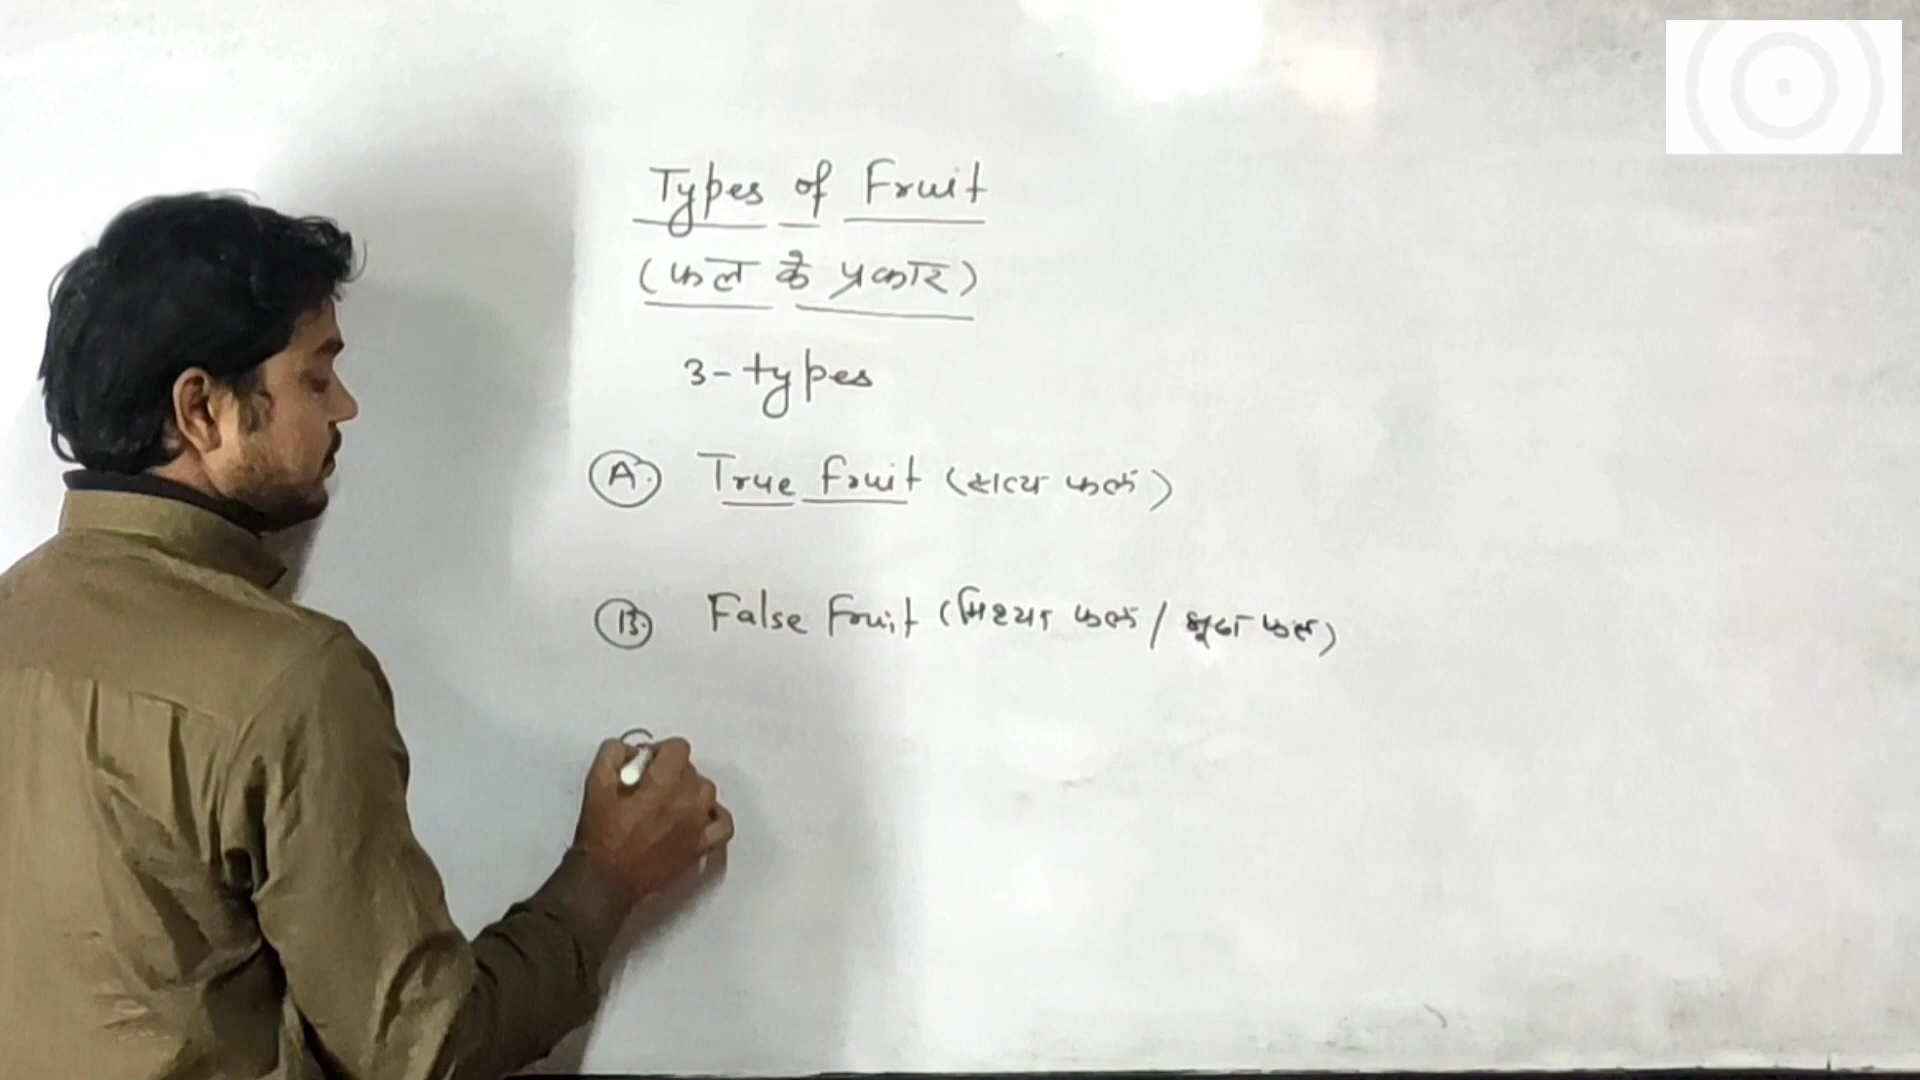 Types of Fruit
(फल के प्रकार)
3-types
A. True fruit (सत्य फल)
B. False Fruit (मिथ्या फल / झूठा फल)